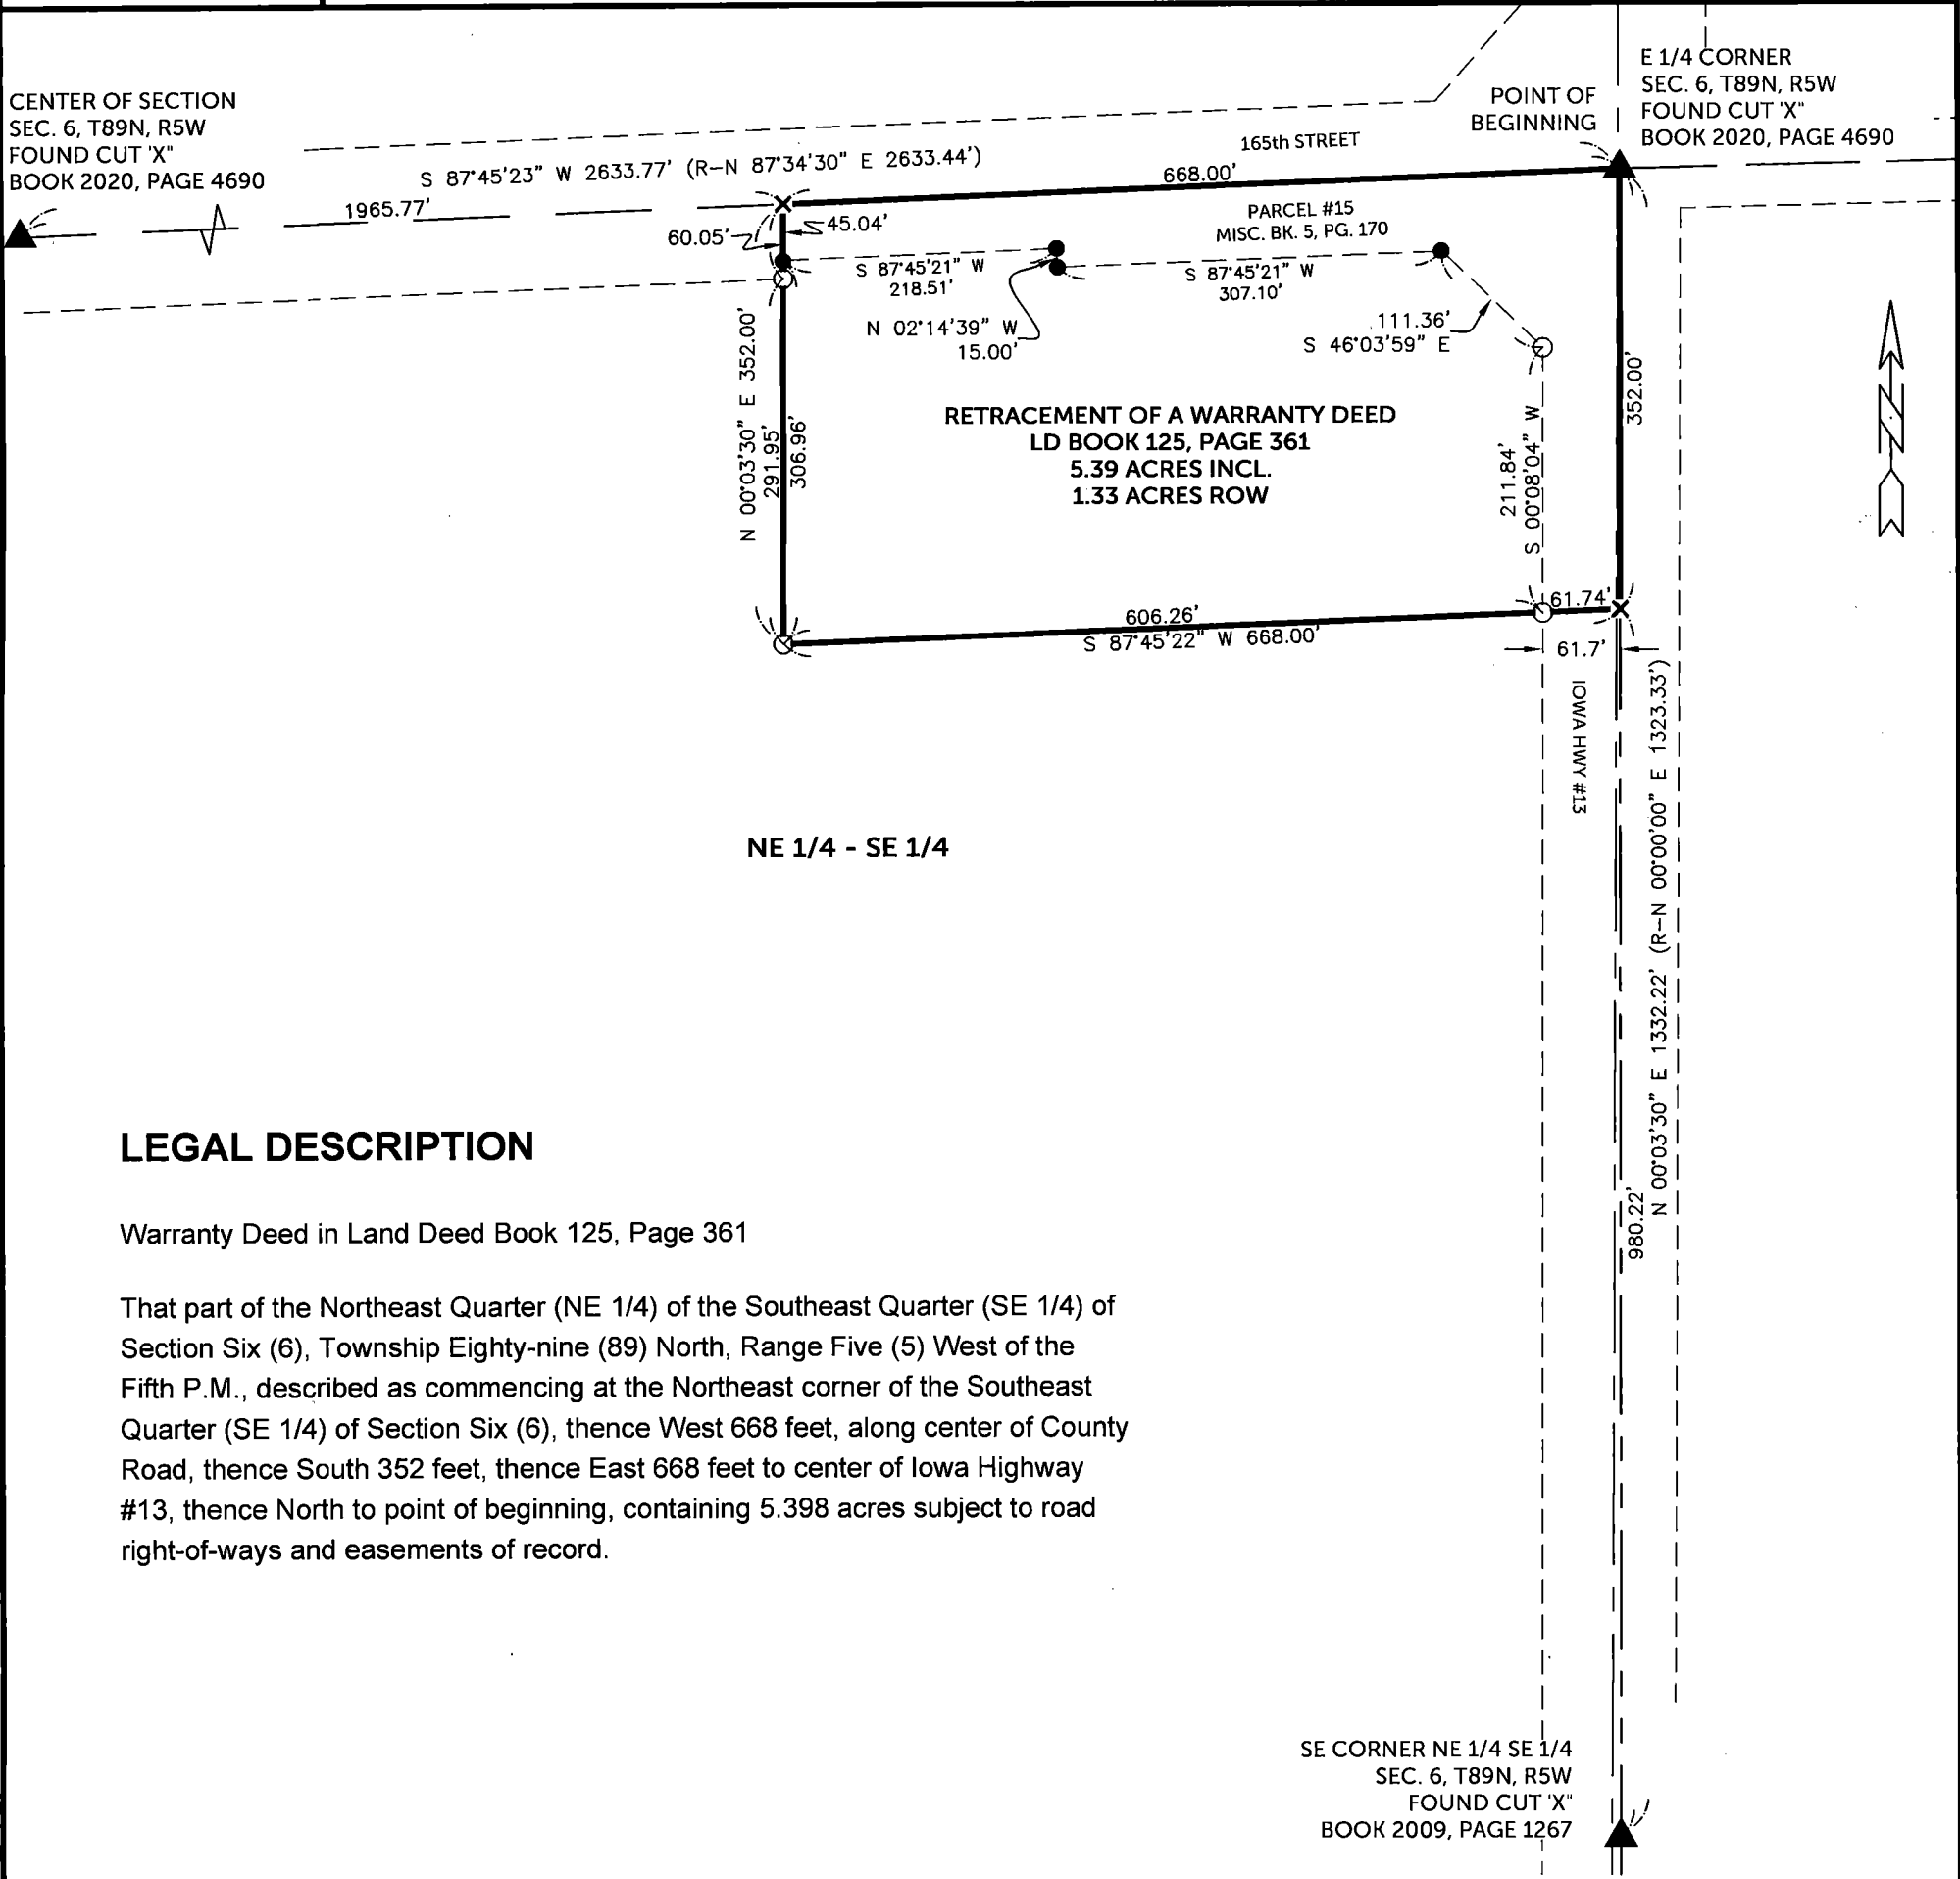 CENTER OF SECTION
SEC. 6, T89N, R5W
FOUND CUT 'X"
BOOK 2020, PAGE 4690
S 87°45'23" W 2633.77' (R-N 87°34'30" E 2633.44')
1965.77'
165th STREET
668.00'
POINT OF
BEGINNING
E 1/4 CORNER
SEC. 6, T89N, R5W
FOUND CUT 'X"
BOOK 2020, PAGE 4690
60.05'
45.04'
PARCEL #15
MISC. BK. 5, PG. 170
S 87°45'21" W
218.51'
S 87°45'21" W
307.10'
N 02°14'39" W
15.00'
111.36'
S 46°03'59" E
N 00°03'30" E 352.00'
291.95'
306.96'
RETRACEMENT OF A WARRANTY DEED
LD BOOK 125, PAGE 361
5.39 ACRES INCL.
1.33 ACRES ROW
211.84'
S 00°08'04" W
352.00'
606.26'
S 87°45'22" W 668.00'
61.74'
61.7'
IOWA HWY #13
N 00°03'30" E 1332.22' (R-N 00°00'00" E 1323.33')
980.22'
NE 1/4 - SE 1/4
LEGAL DESCRIPTION
Warranty Deed in Land Deed Book 125, Page 361
That part of the Northeast Quarter (NE 1/4) of the Southeast Quarter (SE 1/4) of
Section Six (6), Township Eighty-nine (89) North, Range Five (5) West of the
Fifth P.M., described as commencing at the Northeast corner of the Southeast
Quarter (SE 1/4) of Section Six (6), thence West 668 feet, along center of County
Road, thence South 352 feet, thence East 668 feet to center of Iowa Highway
#13, thence North to point of beginning, containing 5.398 acres subject to road
right-of-ways and easements of record.
SE CORNER NE 1/4 SE 1/4
SEC. 6, T89N, R5W
FOUND CUT 'X"
BOOK 2009, PAGE 1267